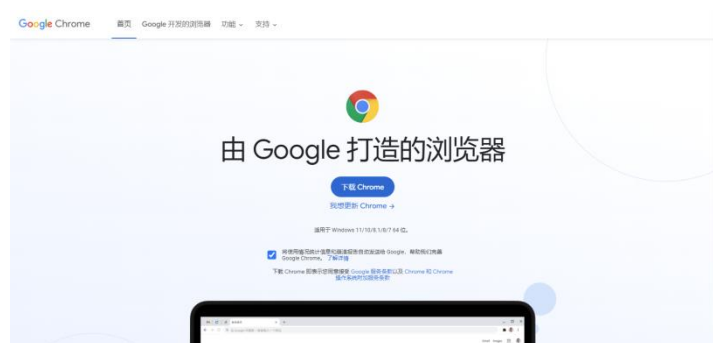 Google Chrome 首页 Google 开发的浏览器 功能 支持
由 Google 打造的浏览器
下载 Chrome
我想更新 Chrome →
适用于 Windows 11/10/8.1/8/7 64 位。
将使用情况统计信息和崩溃报告自动发送给 Google，帮助我们完善
Google Chrome。 了解详情
下载 Chrome 即表示您同意接受 Google 服务条款以及 Chrome 和 Chrome
操作系统附加服务条款
Gmail Images